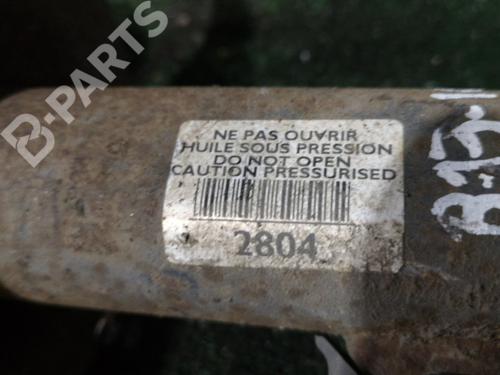 B-PARTS
NE PAS OUVRIR
HUILE SOUS PRESSION
DO NOT OPEN
CAUTION PRESSURISED
2804